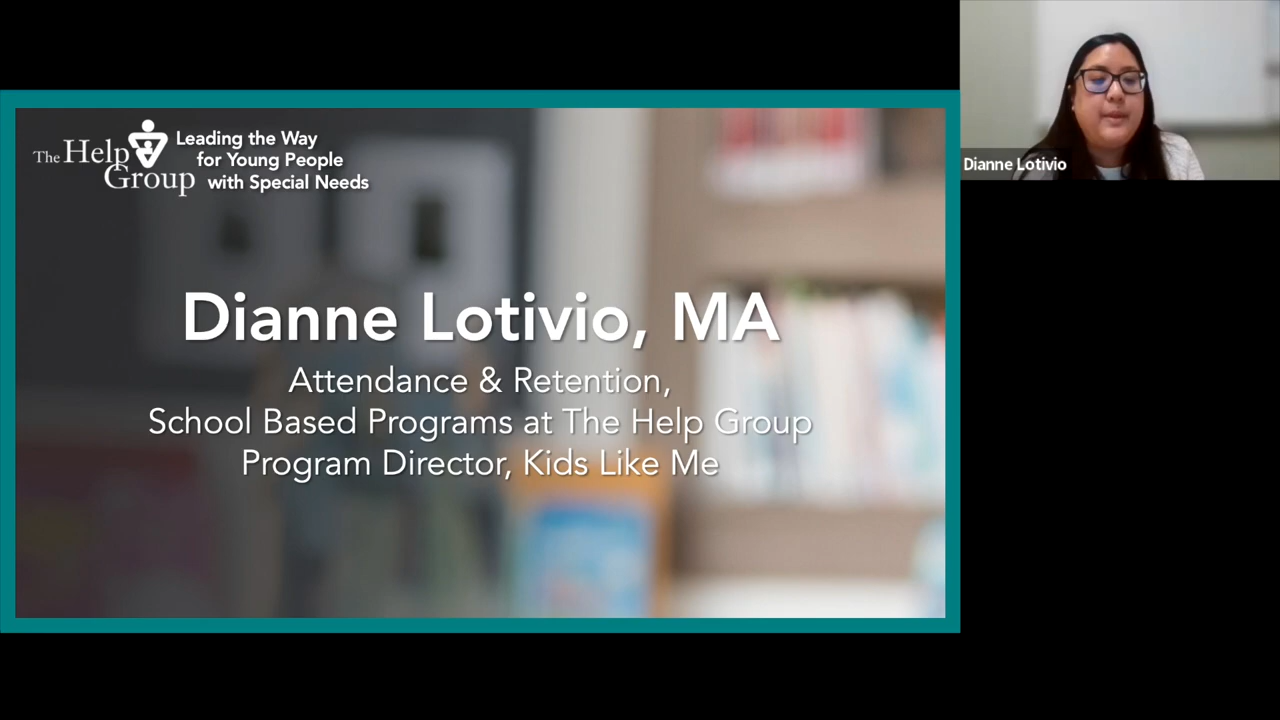 The Help Group
Leading the Way
for Young People
with Special Needs
Dianne Lotivio, MA
Attendance & Retention,
School Based Programs at The Help Group
Program Director, Kids Like Me
Dianne Lotivio